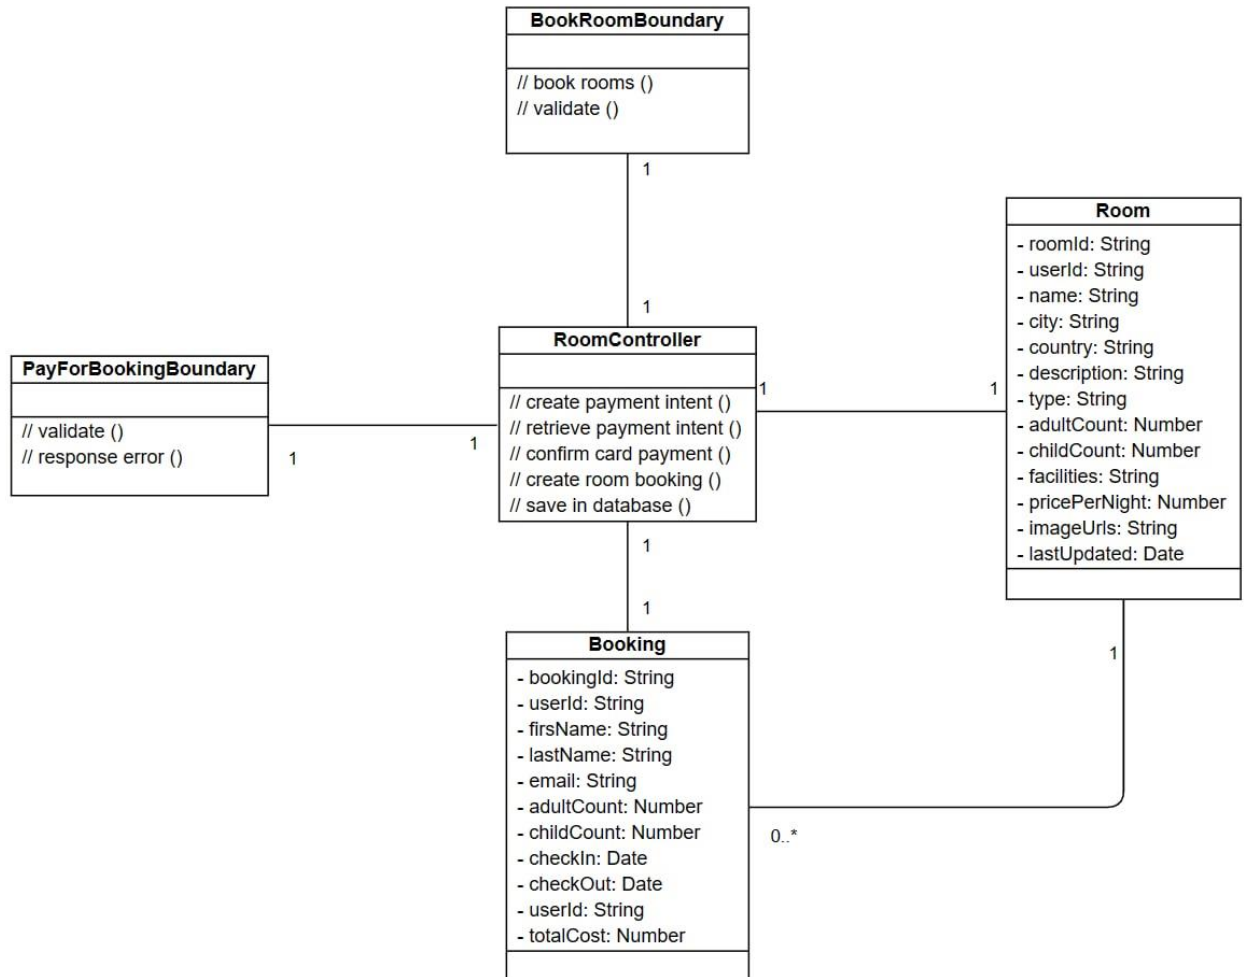 BookRoomBoundary
// book rooms ()
// validate ()
1
1
RoomController
// create payment intent ()
// retrieve payment intent ()
// confirm card payment ()
// create room booking ()
// save in database ()
PayForBookingBoundary
// validate ()
// response error ()
1
1
1
1
Room
- roomId: String
- userId: String
- name: String
- city: String
- country: String
- description: String
- type: String
- adultCount: Number
- childCount: Number
- facilities: String
- pricePerNight: Number
- imageUrls: String
- lastUpdated: Date
1
1
Booking
- bookingId: String
- userId: String
- firsName: String
- lastName: String
- email: String
- adultCount: Number
- childCount: Number
- checkIn: Date
- checkOut: Date
- userId: String
- totalCost: Number
1
0..*